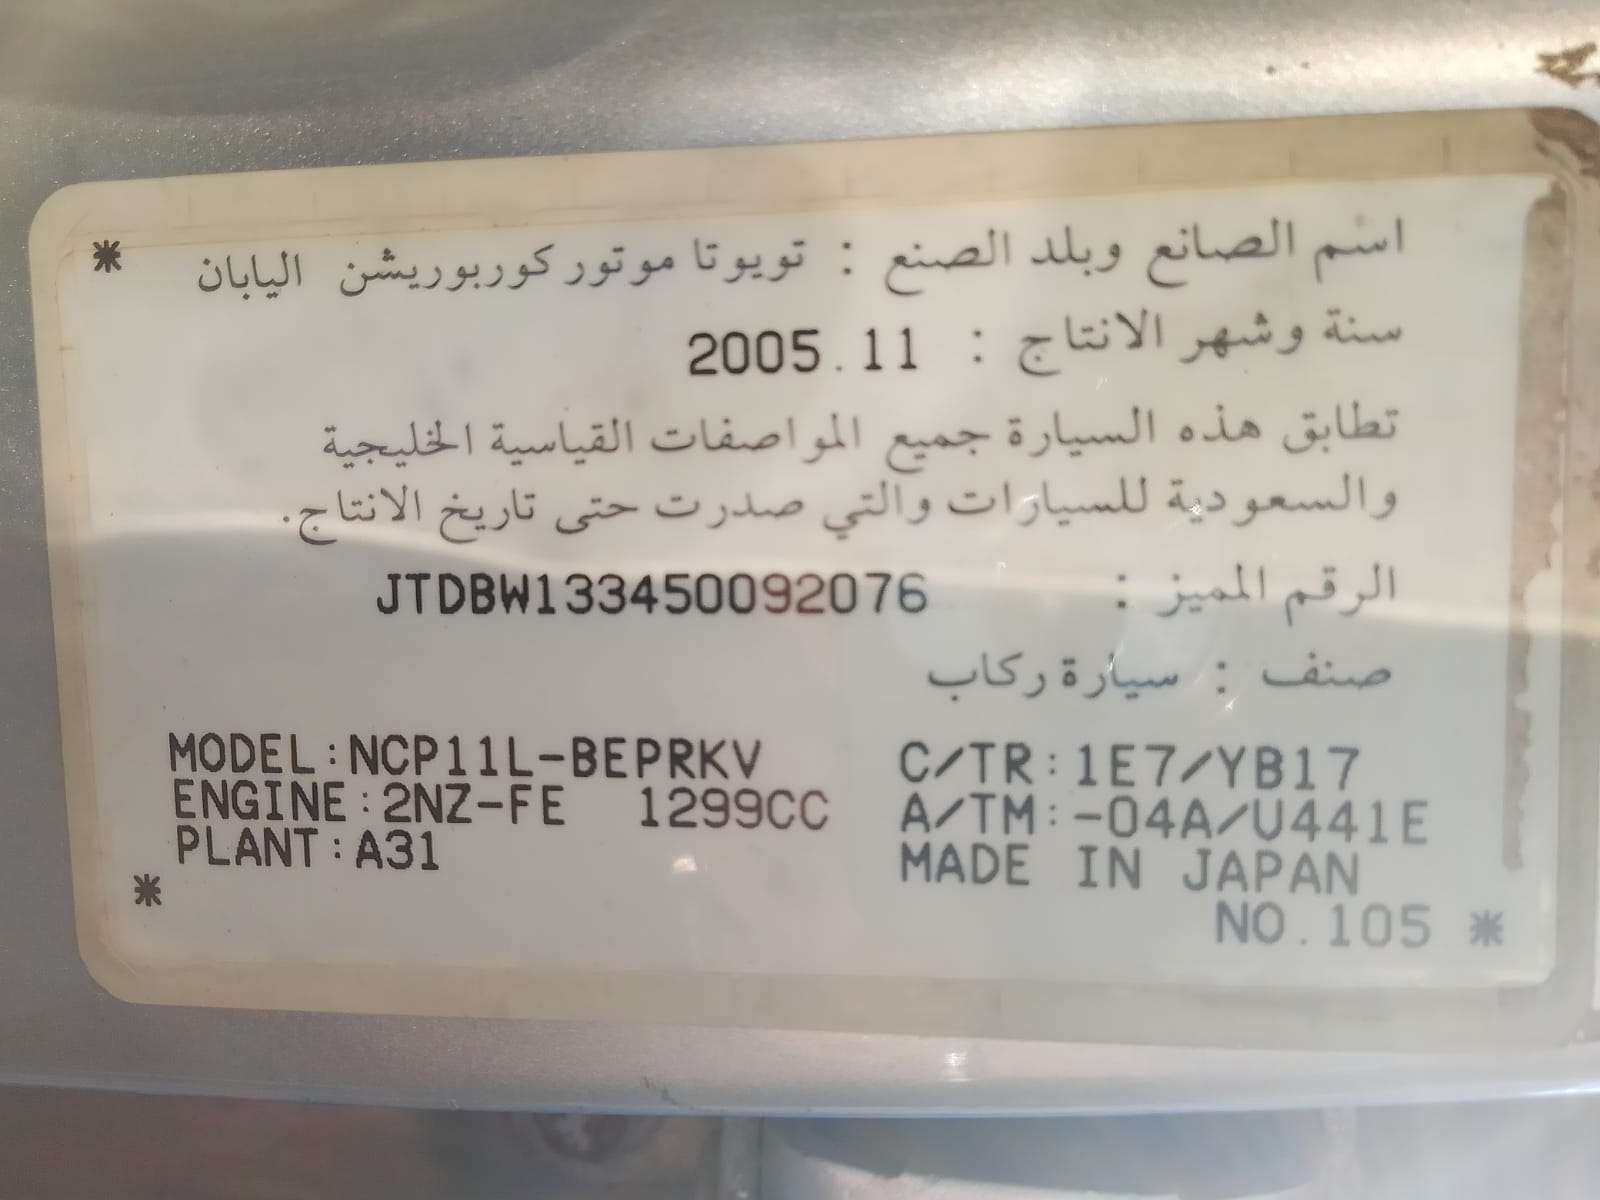 * اسم الصانع وبلد الصنع : تويوتا موتور كوربوريشن اليابان
سنة وشهر الانتاج : 2005.11
تطابق هذه السيارة جميع المواصفات القياسية الخليجية
والسعودية للسيارات والتي صدرت حتى تاريخ الانتاج.
الرقم المميز : JTDBW133450092076
صنف : سيارة ركاب
MODEL:NCP11L-BEPRKV C/TR:1E7/YB17
ENGINE:2NZ-FE 1299CC A/TM:-04A/U441E
PLANT:A31 MADE IN JAPAN
* NO.105 *